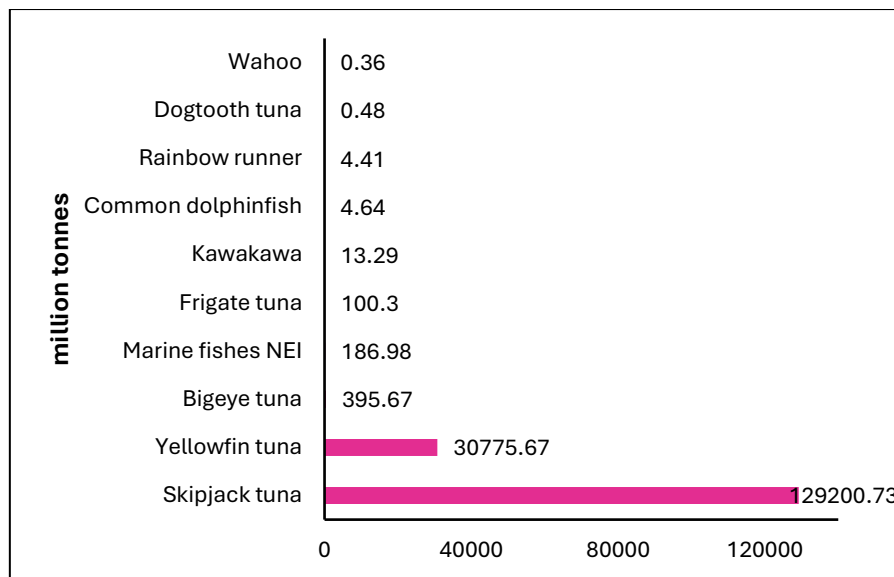 million tonnes
Wahoo 0.36
Dogtooth tuna 0.48
Rainbow runner 4.41
Common dolphinfish 4.64
Kawakawa 13.29
Frigate tuna 100.3
Marine fishes NEI 186.98
Bigeye tuna 395.67
Yellowfin tuna 30775.67
Skipjack tuna 129200.73
0 40000 80000 120000